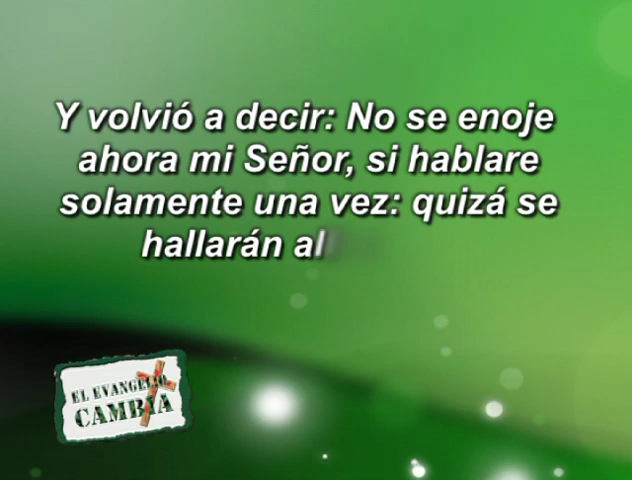 Y volvió a decir: No se enoje
ahora mi Señor, si hablare
solamente una vez: quizá se
hallarán al
EL EVANGELIO
CAMBIA